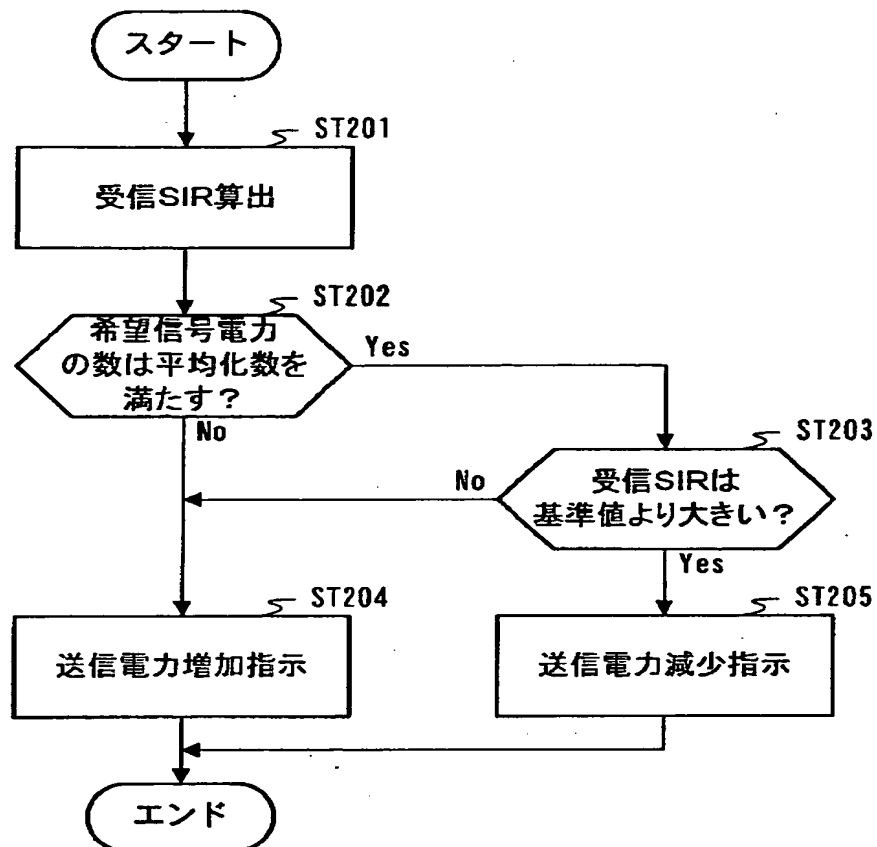 スタート
ST201
受信SIR算出
ST202
希望信号電力
の数は平均化数を
満たす?
Yes
No
ST203
受信SIRは
基準値より大きい?
No
Yes
ST204
送信電力増加指示
ST205
送信電力減少指示
エンド